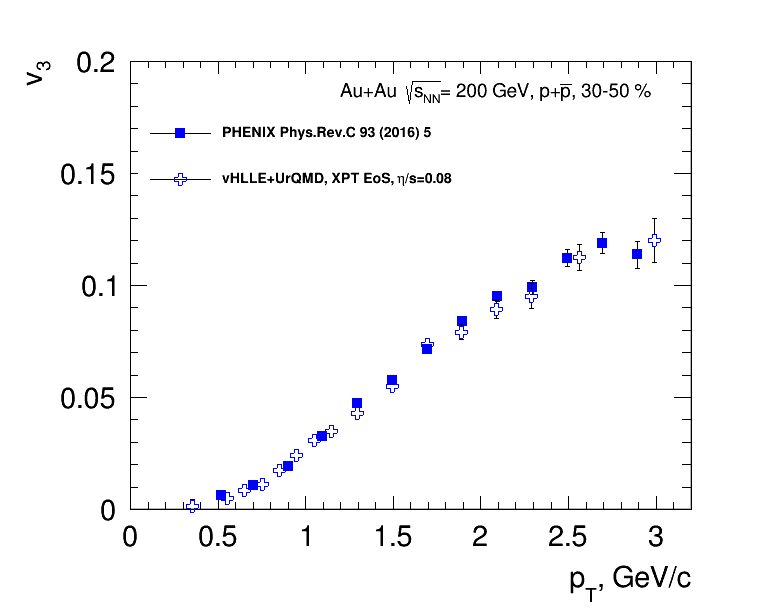 v3
0.2
Au+Au √sNN= 200 GeV, p+p̅, 30-50 %
PHENIX Phys.Rev.C 93 (2016) 5
0.15
vHLLE+UrQMD, XPT EoS, η/s=0.08
0.1
0.05
0
0 0.5 1 1.5 2 2.5 3
pT, GeV/c